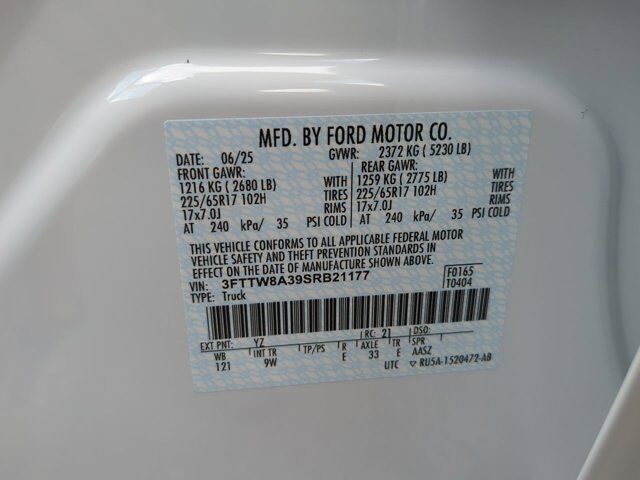 MFD. BY FORD MOTOR CO.
DATE: 06/25 GVWR: 2372 KG ( 5230 LB)
FRONT GAWR: REAR GAWR:
1216 KG ( 2680 LB) WITH 1259 KG ( 2775 LB) WITH
225/65R17 102H TIRES 225/65R17 102H TIRES
17x7.0J RIMS 17x7.0J RIMS
AT 240 kPa/ 35 PSI COLD AT 240 kPa/ 35 PSI COLD
THIS VEHICLE CONFORMS TO ALL APPLICABLE FEDERAL MOTOR
VEHICLE SAFETY AND THEFT PREVENTION STANDARDS IN
EFFECT ON THE DATE OF MANUFACTURE SHOWN ABOVE.
VIN: 3FTTW8A39SRB21177 F0165
TYPE: Truck T0404
EXT PNT: YZ RC: 21 DSO:
WB INT TR TP/PS R AXLE TR SPR
121 9W E 33 E AASZ
UTC ▽ RU5A-1520472-AB